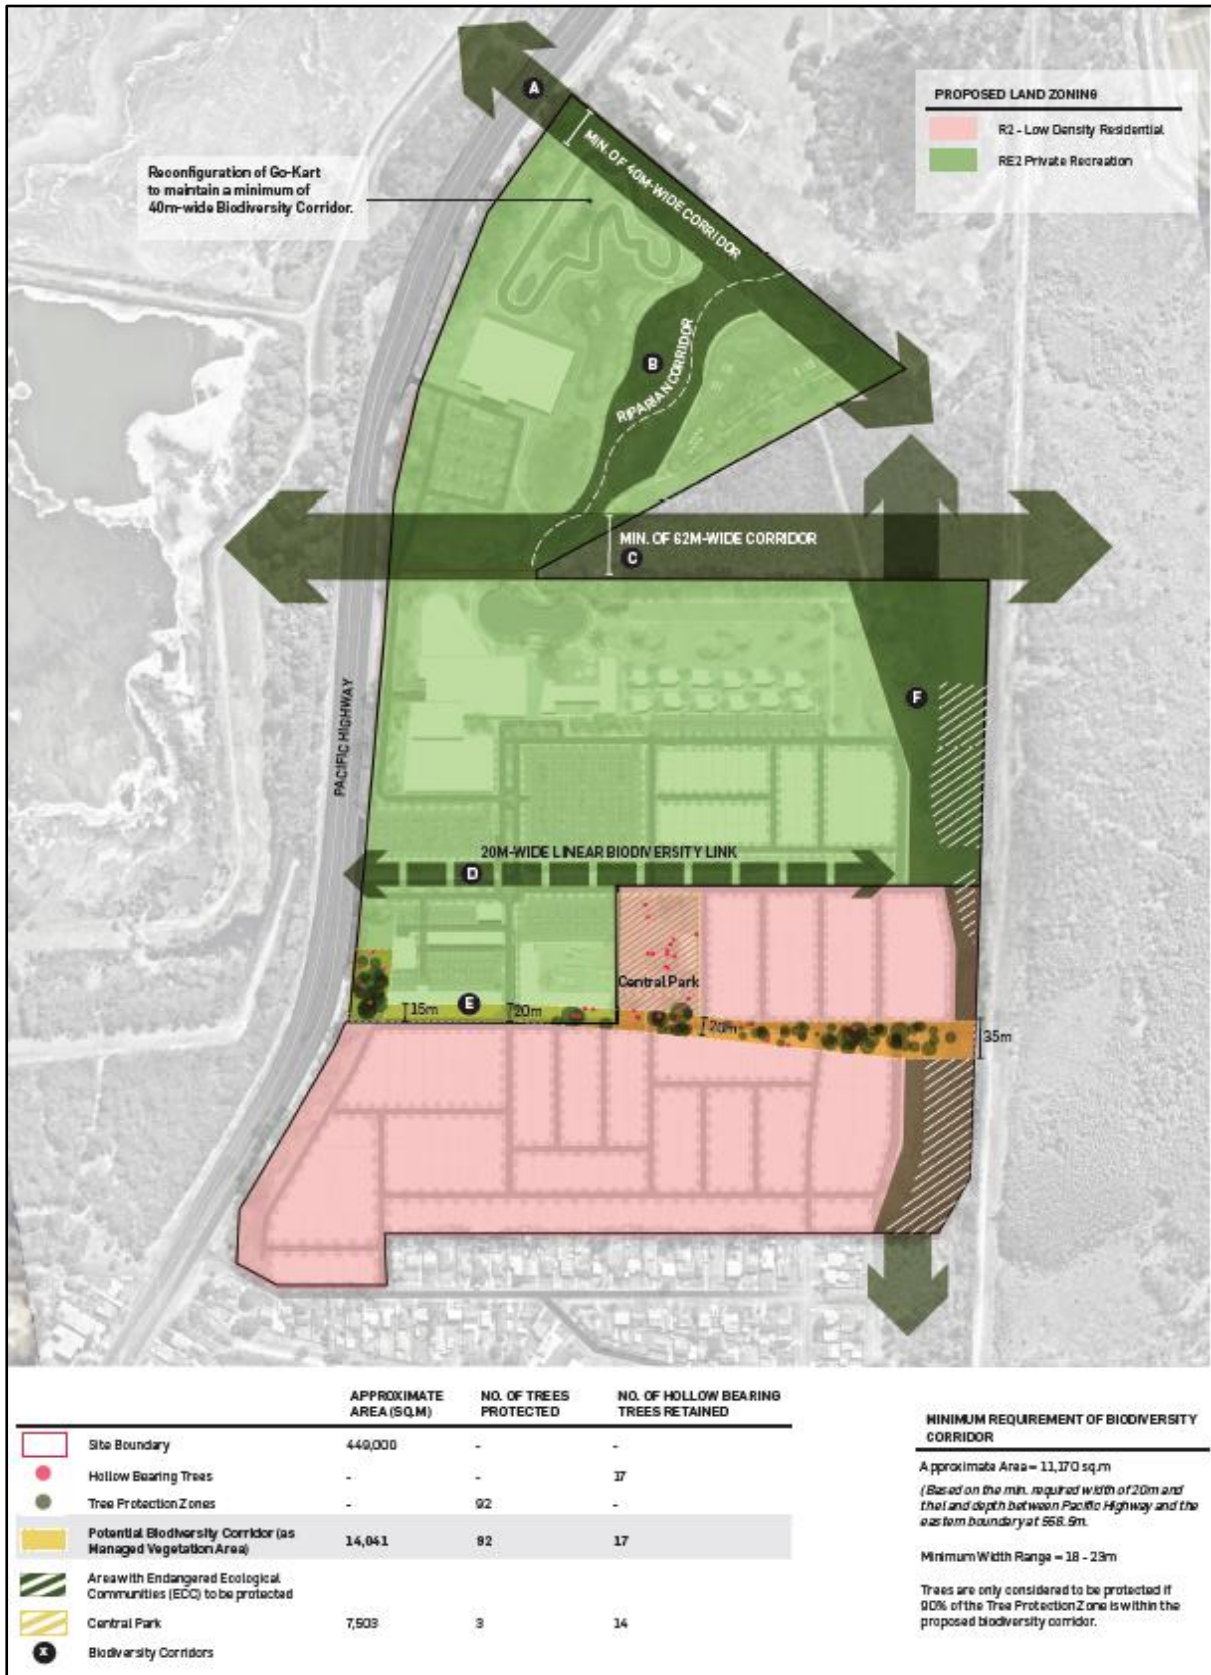 A
PROPOSED LAND ZONING
R2 - Low Density Residential
RE2 Private Recreation
MIN. OF 40M-WIDE CORRIDOR
Reconfiguration of Go-Kart
to maintain a minimum of
40m-wide Biodiversity Corridor.
B
RIPARIAN CORRIDOR
MIN. OF 62M-WIDE CORRIDOR
C
F
PACIFIC HIGHWAY
20M-WIDE LINEAR BIODIVERSITY LINK
D
Central Park
E
15m
20m
20m
35m
APPROXIMATE
AREA (SQ.M)
NO. OF TREES
PROTECTED
NO. OF HOLLOW BEARING
TREES RETAINED
Site Boundary 449,000 - -
Hollow Bearing Trees - - 17
Tree Protection Zones - 92 -
Potential Biodiversity Corridor (as
Managed Vegetation Area) 14,041 92 17
Area with Endangered Ecological
Communities (ECC) to be protected
Central Park 7,503 3 14
X Biodiversity Corridors
MINIMUM REQUIREMENT OF BIODIVERSITY
CORRIDOR
Approximate Area = 11,170 sq.m
(Based on the min. required width of 20m and
the land depth between Pacific Highway and the
eastern boundary at 558.5m.
Minimum Width Range = 18 - 23m
Trees are only considered to be protected if
90% of the Tree Protection Zone is within the
proposed biodiversity corridor.